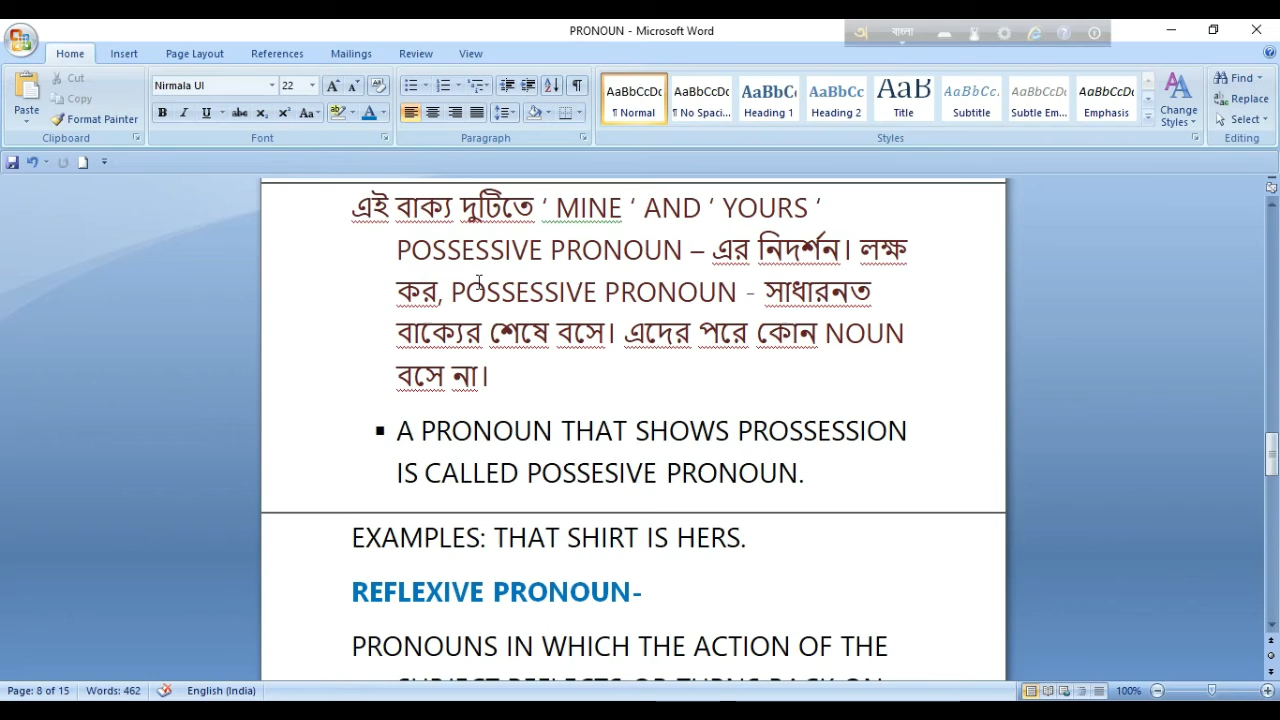 PRONOUN - Microsoft Word
বাংলা
Home Insert Page Layout References Mailings Review View
Paste Cut Copy Format Painter
Clipboard
Nirmala UI 22
Font
Paragraph
AaBbCcDc AaBbCcDc AaBbC AaBbCc AaB AaBbCc. AaBbCcDc AaBbCcDc
¶ Normal ¶ No Spaci... Heading 1 Heading 2 Title Subtitle Subtle Em... Emphasis
Change Styles
Styles
Find Replace Select
Editing
এই বাক্য দুটিতে ‘ MINE ‘ AND ‘ YOURS ‘
POSSESSIVE PRONOUN – এর নিদর্শন। লক্ষ
কর, POSSESSIVE PRONOUN - সাধারনত
বাক্যের শেষে বসে। এদের পরে কোন NOUN
বসে না।
▪ A PRONOUN THAT SHOWS PROSSESSION
IS CALLED POSSESIVE PRONOUN.
EXAMPLES: THAT SHIRT IS HERS.
REFLEXIVE PRONOUN-
PRONOUNS IN WHICH THE ACTION OF THE
Page: 8 of 15 Words: 462 English (India) 100%